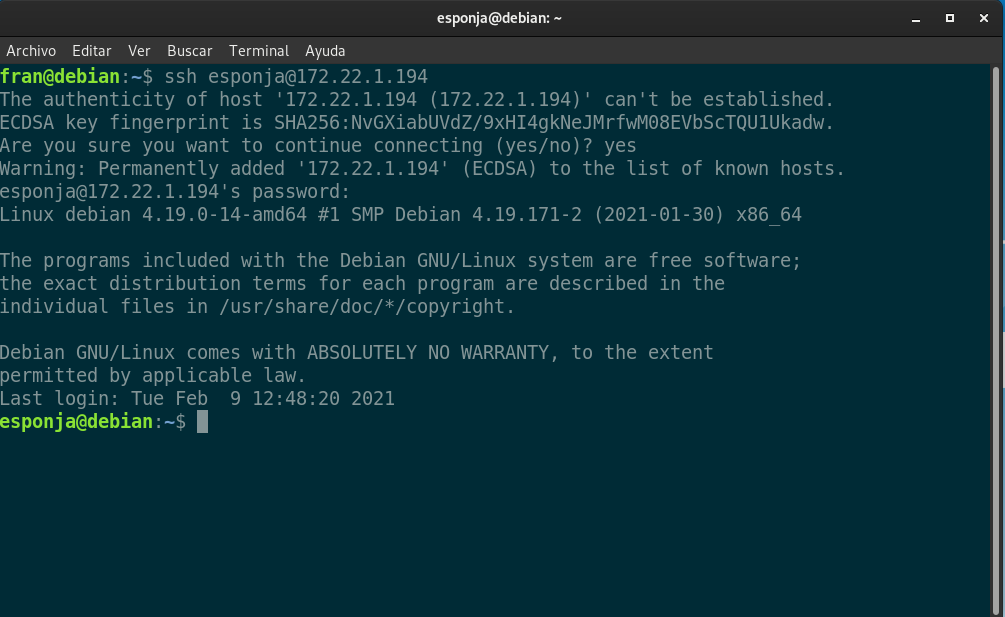 esponja@debian: ~
Archivo Editar Ver Buscar Terminal Ayuda
fran@debian:~$ ssh esponja@172.22.1.194
The authenticity of host '172.22.1.194 (172.22.1.194)' can't be established.
ECDSA key fingerprint is SHA256:NvGXiabUVdZ/9xHI4gkNeJMrfwM08EVbScTQU1Ukadw.
Are you sure you want to continue connecting (yes/no)? yes
Warning: Permanently added '172.22.1.194' (ECDSA) to the list of known hosts.
esponja@172.22.1.194's password:
Linux debian 4.19.0-14-amd64 #1 SMP Debian 4.19.171-2 (2021-01-30) x86_64
The programs included with the Debian GNU/Linux system are free software;
the exact distribution terms for each program are described in the
individual files in /usr/share/doc/*/copyright.
Debian GNU/Linux comes with ABSOLUTELY NO WARRANTY, to the extent
permitted by applicable law.
Last login: Tue Feb  9 12:48:20 2021
esponja@debian:~$